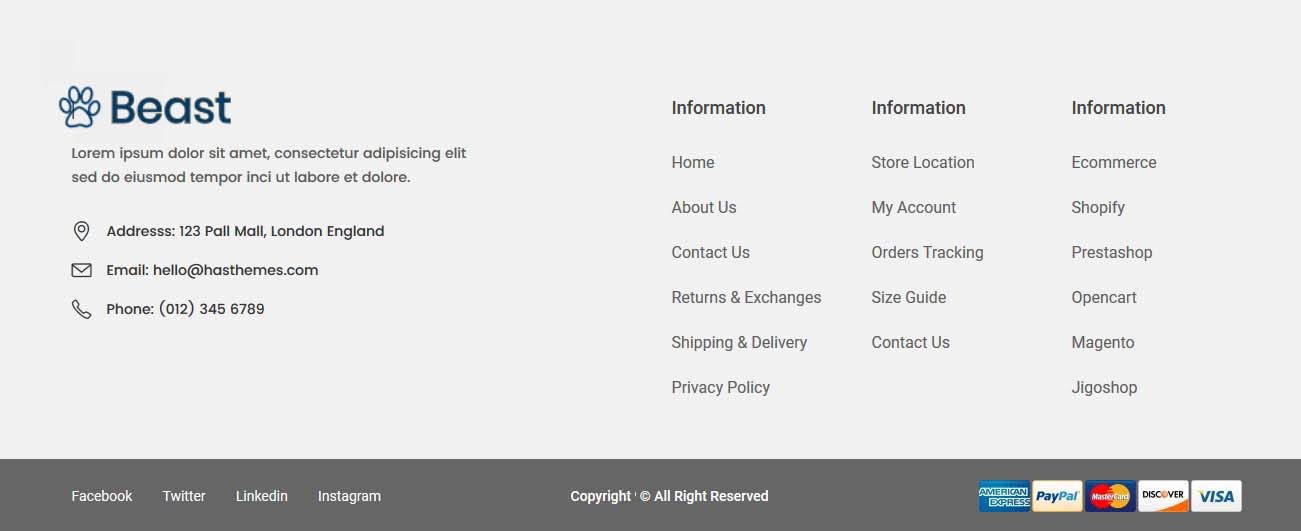 Beast
Lorem ipsum dolor sit amet, consectetur adipisicing elit
sed do eiusmod tempor inci ut labore et dolore.
Addresss: 123 Pall Mall, London England
Email: hello@hasthemes.com
Phone: (012) 345 6789
Information
Home
About Us
Contact Us
Returns & Exchanges
Shipping & Delivery
Privacy Policy
Information
Store Location
My Account
Orders Tracking
Size Guide
Contact Us
Information
Ecommerce
Shopify
Prestashop
Opencart
Magento
Jigoshop
Facebook Twitter Linkedin Instagram
Copyright © All Right Reserved
AMERICAN EXPRESS PayPal MasterCard DISCOVER VISA